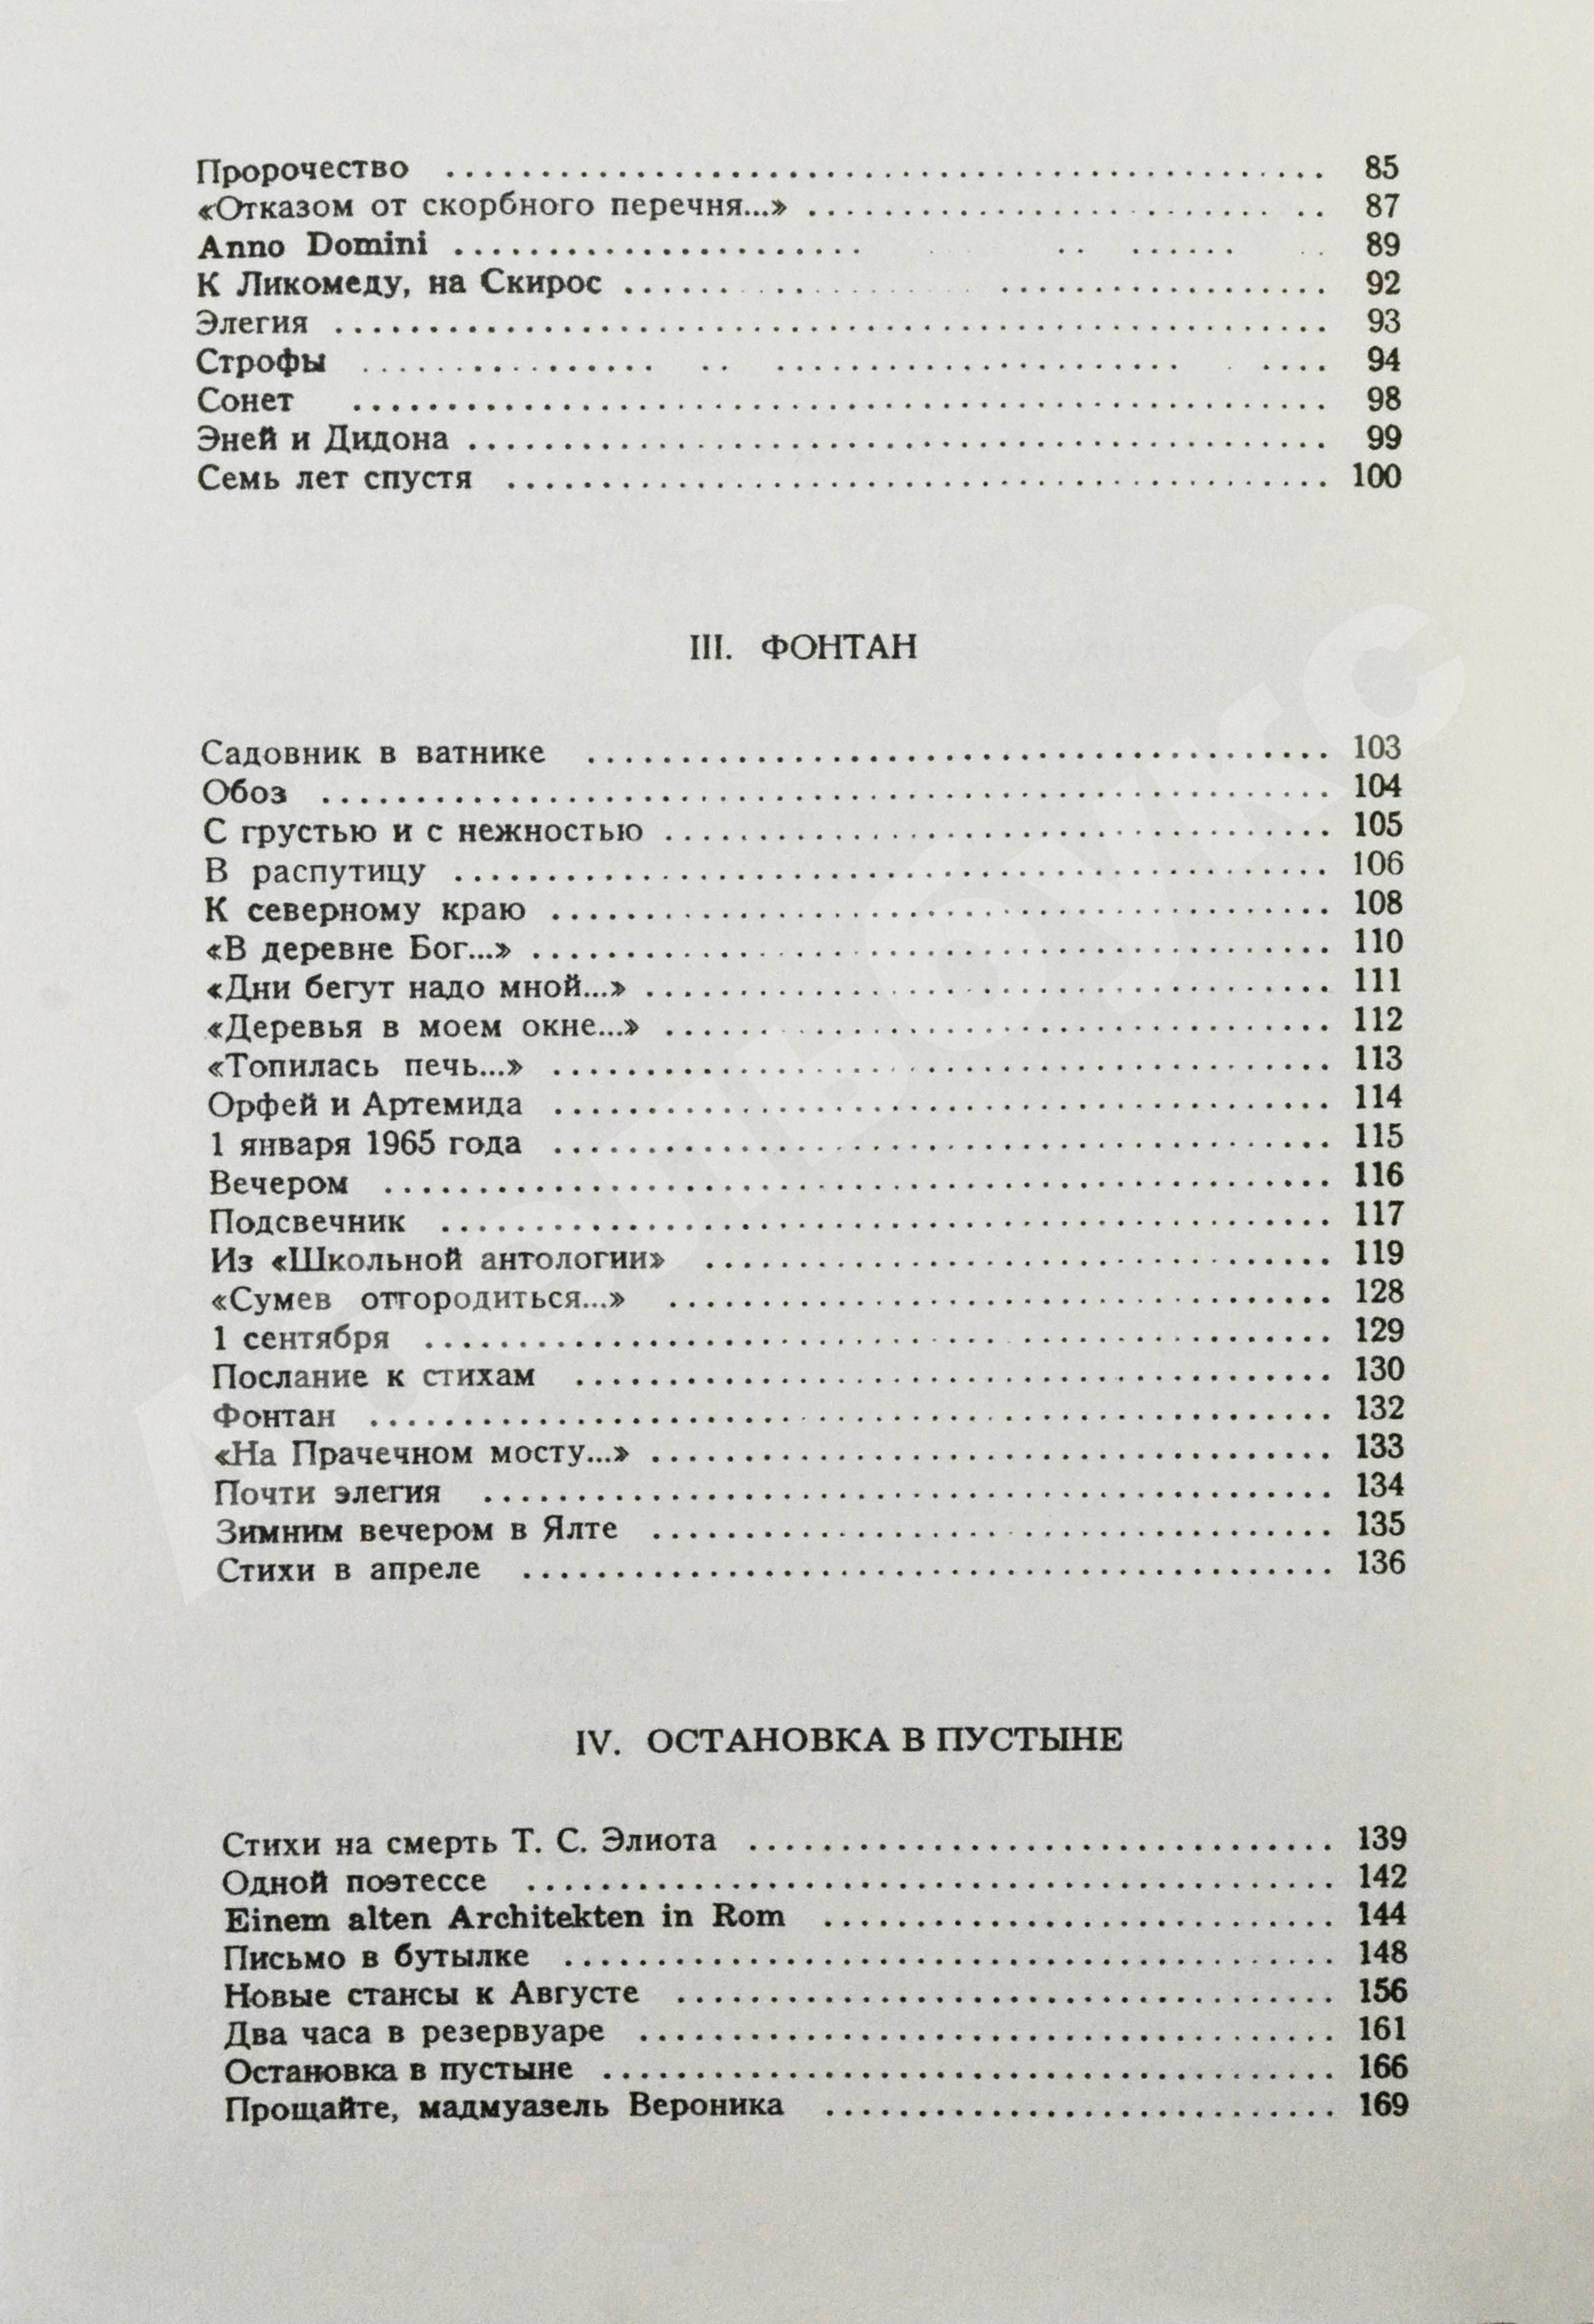 Пророчество ........ 85
«Отказом от скорбного перечня...» ........ 87
Anno Domini ........ 89
К Ликомеду, на Скирос ........ 92
Элегия ........ 93
Строфы ........ 94
Сонет ........ 98
Эней и Дидона ........ 99
Семь лет спустя ........ 100
III. ФОНТАН
Садовник в ватнике ........ 103
Обоз ........ 104
С грустью и с нежностью ........ 105
В распутицу ........ 106
К северному краю ........ 108
«В деревне Бог...» ........ 110
«Дни бегут надо мной...» ........ 111
«Деревья в моем окне...» ........ 112
«Топилась печь...» ........ 113
Орфей и Артемида ........ 114
1 января 1965 года ........ 115
Вечером ........ 116
Подсвечник ........ 117
Из «Школьной антологии» ........ 119
«Сумев отгородиться...» ........ 128
1 сентября ........ 129
Послание к стихам ........ 130
Фонтан ........ 132
«На Прачечном мосту...» ........ 133
Почти элегия ........ 134
Зимним вечером в Ялте ........ 135
Стихи в апреле ........ 136
IV. ОСТАНОВКА В ПУСТЫНЕ
Стихи на смерть Т. С. Элиота ........ 139
Одной поэтессе ........ 142
Einem alten Architekten in Rom ........ 144
Письмо в бутылке ........ 148
Новые стансы к Августе ........ 156
Два часа в резервуаре ........ 161
Остановка в пустыне ........ 166
Прощайте, мадмуазель Вероника ........ 169